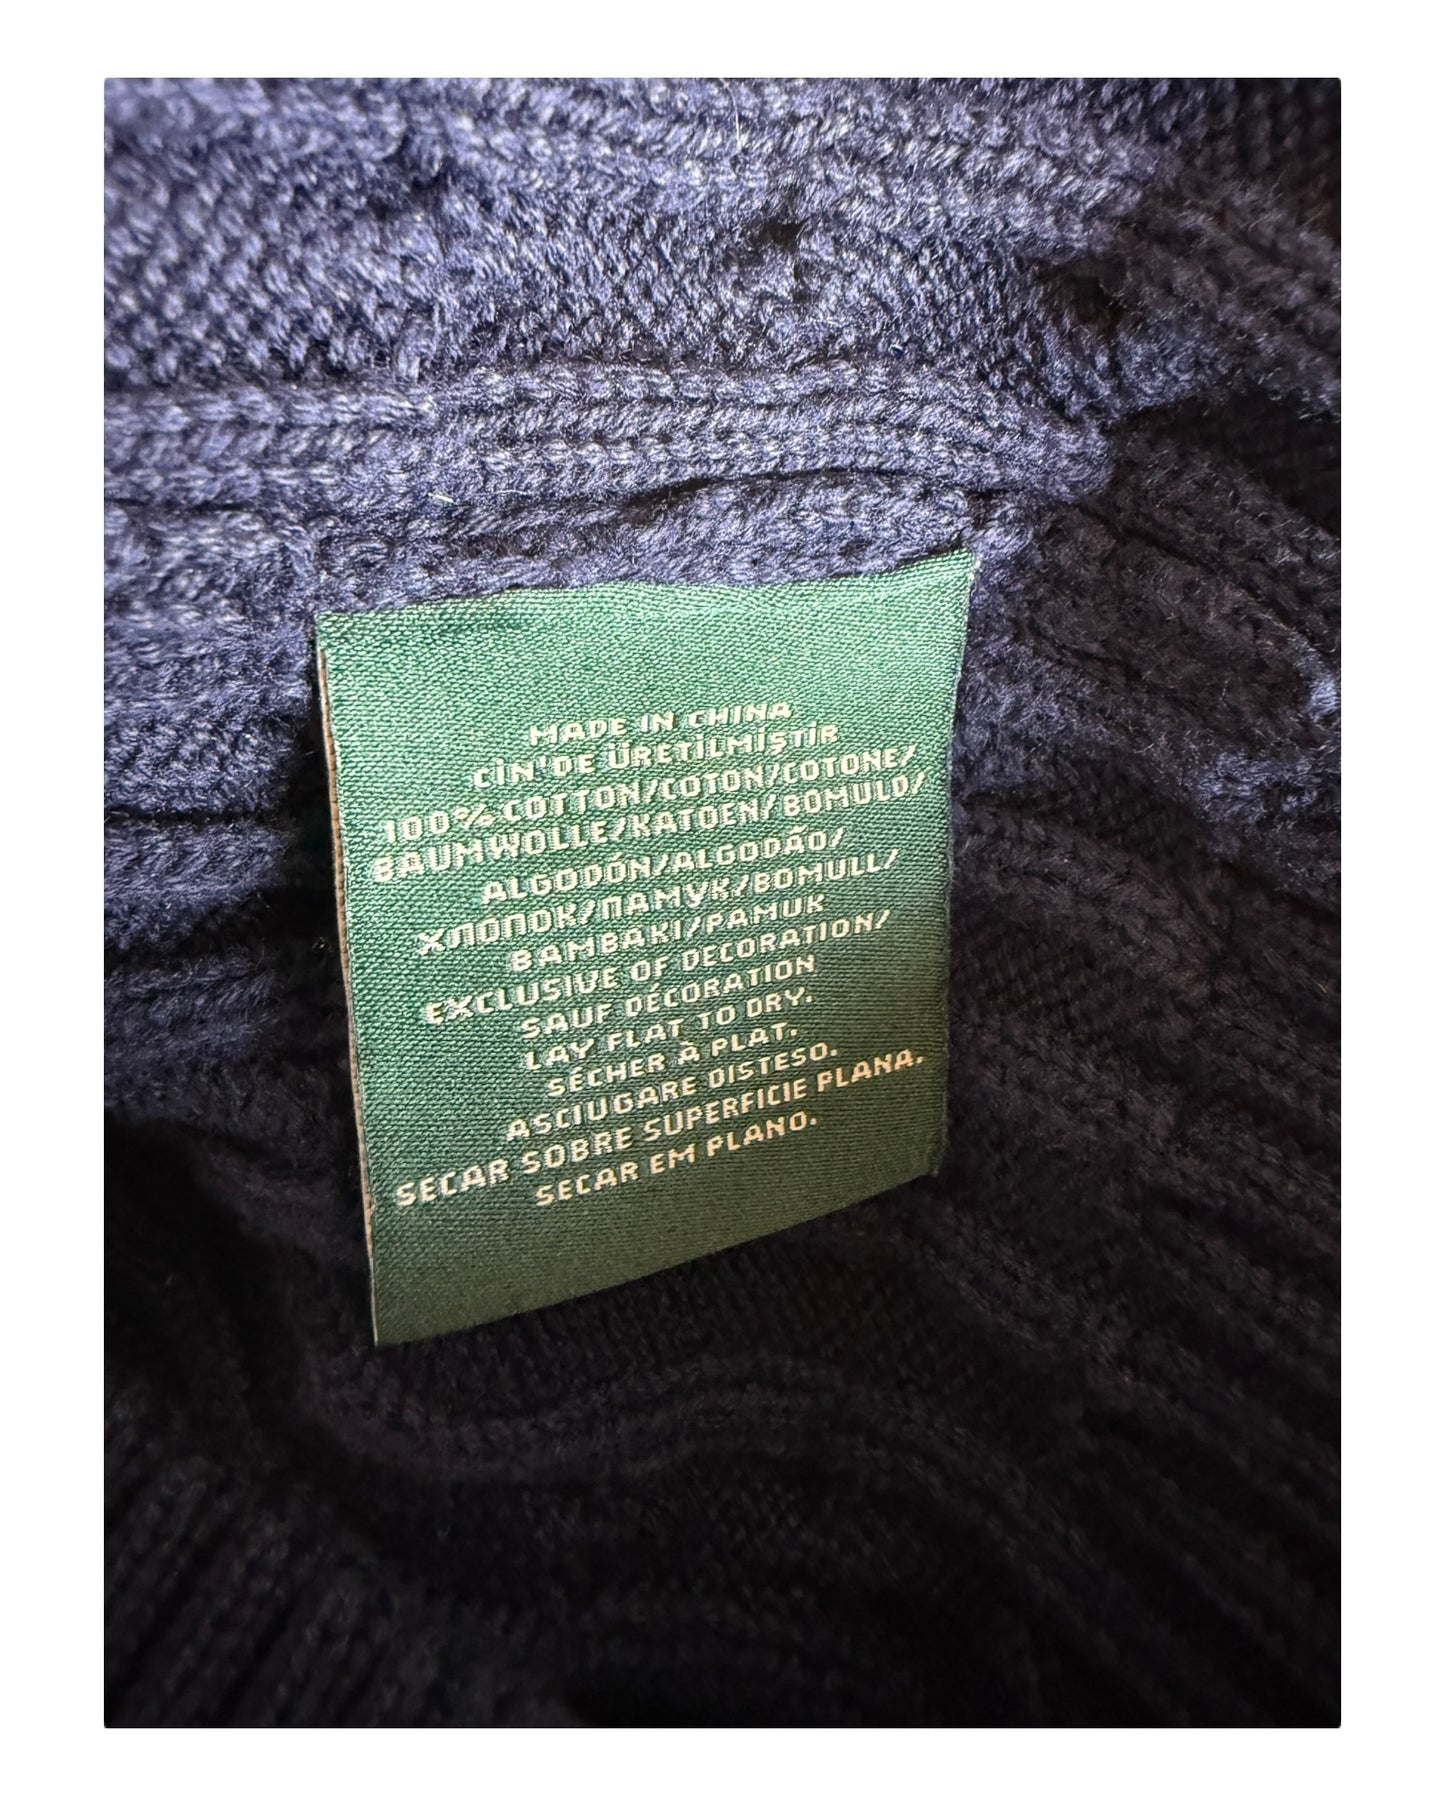 MADE IN CHINA
ÇİN'DE ÜRETİLMİŞTİR
100% COTTON/COTON/COTONE/
BAUMWOLLE/KATOEN/BOMULD/
ALGODÓN/ALGODÃO/
ХЛОПОК/ПАМУК/BOMULL/
BAMBAKI/PAMUK
EXCLUSIVE OF DECORATION/
SAUF DÉCORATION
LAY FLAT TO DRY.
SÉCHER À PLAT.
ASCIUGARE DISTESO.
SECAR SOBRE SUPERFICIE PLANA.
SECAR EM PLANO.